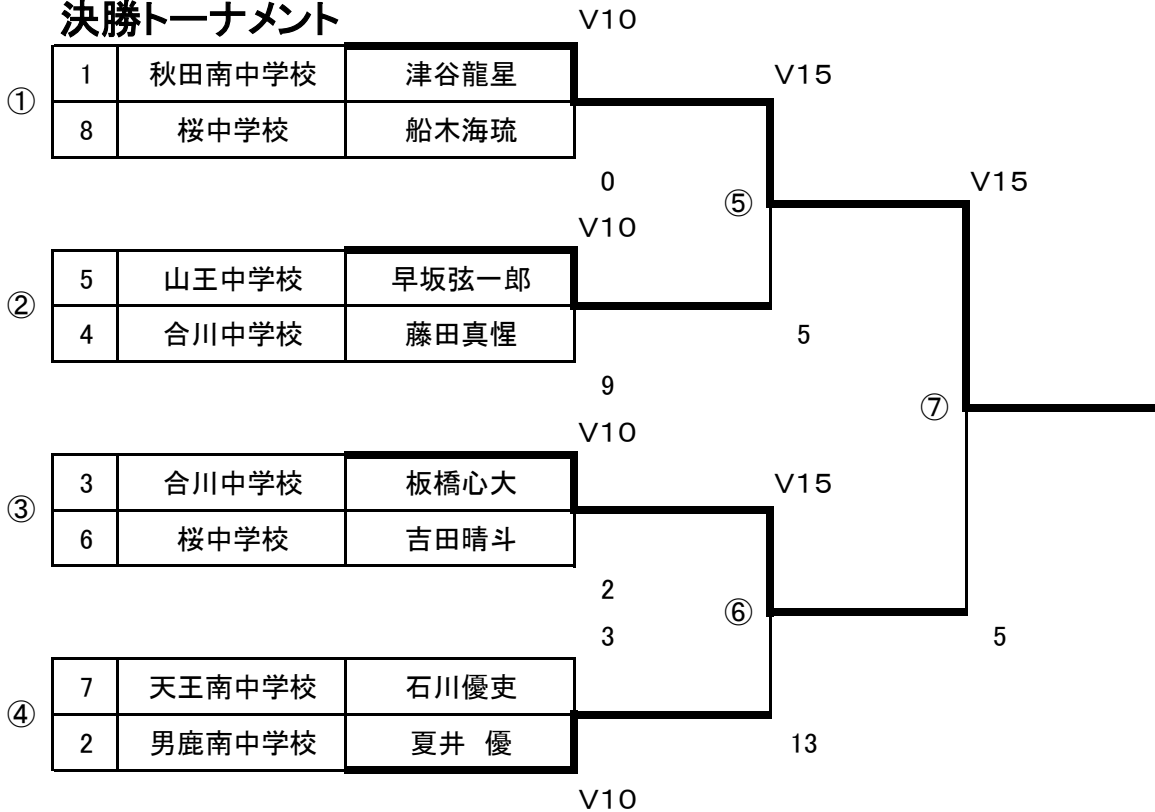 決勝トーナメント
V10
1 秋田南中学校 津谷龍星
V15
①
8 桜中学校 船木海琉
0
V15
⑤
V10
5 山王中学校 早坂弦一郎
②
4 合川中学校 藤田真惺
5
9
⑦
V10
3 合川中学校 板橋心大
V15
③
6 桜中学校 吉田晴斗
2
⑥
3
5
7 天王南中学校 石川優吏
④
2 男鹿南中学校 夏井 優
13
V10